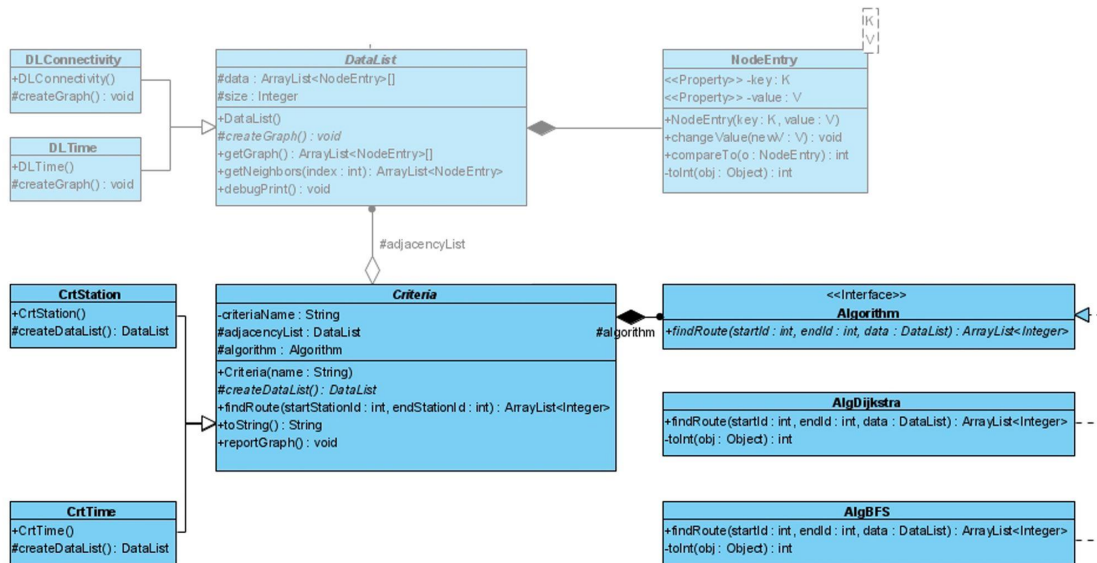 K
V
DLConnectivity
+DLConnectivity()
#createGraph() : void
DLTime
+DLTime()
#createGraph() : void
DataList
#data : ArrayList<NodeEntry>[]
#size : Integer
+DataList()
#createGraph() : void
+getGraph() : ArrayList<NodeEntry>[]
+getNeighbors(index : int) : ArrayList<NodeEntry>
+debugPrint() : void
NodeEntry
<<Property>> -key : K
<<Property>> -value : V
+NodeEntry(key : K, value : V)
+changeValue(newV : V) : void
+compareTo(o : NodeEntry) : int
-toInt(obj : Object) : int
#adjacencyList
CrtStation
+CrtStation()
#createDataList() : DataList
CrtTime
+CrtTime()
#createDataList() : DataList
Criteria
-criteriaName : String
#adjacencyList : DataList
#algorithm : Algorithm
+Criteria(name : String)
#createDataList() : DataList
+findRoute(startStationId : int, endStationId : int) : ArrayList<Integer>
+toString() : String
+reportGraph() : void
#algorithm
<<Interface>>
Algorithm
+findRoute(startId : int, endId : int, data : DataList) : ArrayList<Integer>
AlgDijkstra
+findRoute(startId : int, endId : int, data : DataList) : ArrayList<Integer>
-toInt(obj : Object) : int
AlgBFS
+findRoute(startId : int, endId : int, data : DataList) : ArrayList<Integer>
-toInt(obj : Object) : int